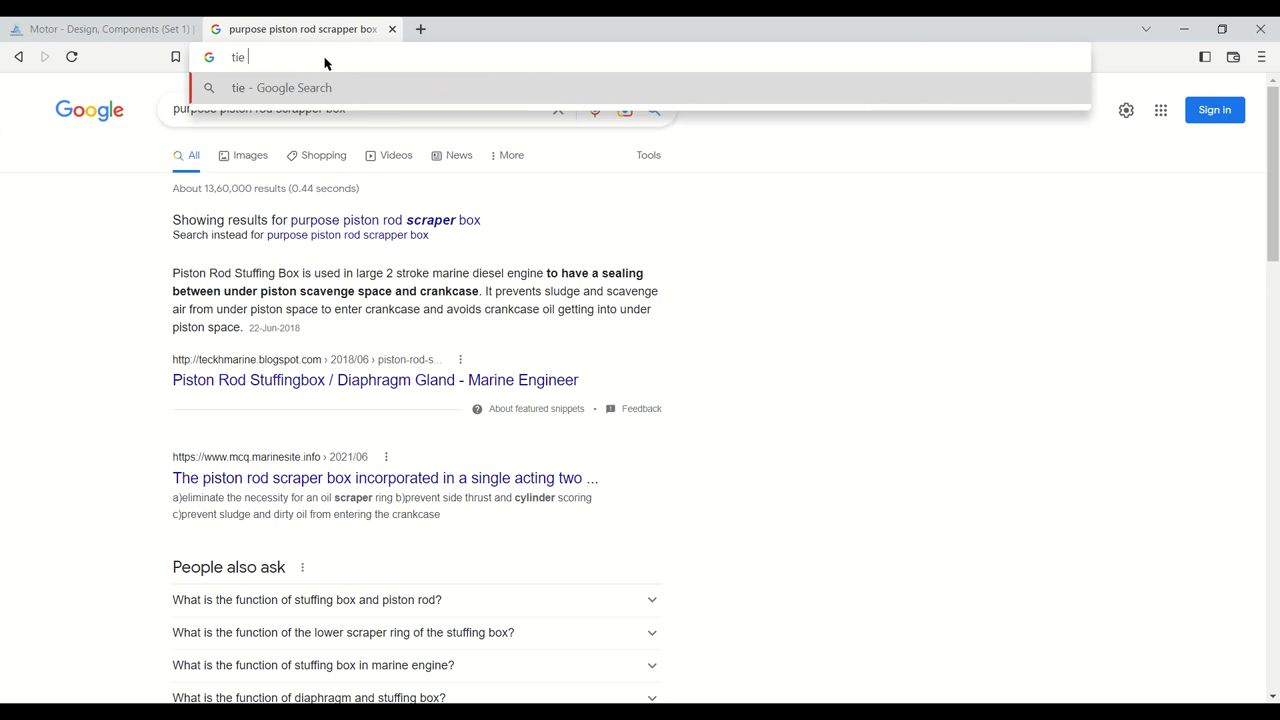 Motor - Design, Components (Set 1)
purpose piston rod scrapper box
tie
tie - Google Search
Google
purpose piston rod scrapper box
Sign in
All
Images
Shopping
Videos
News
More
Tools
About 13,60,000 results (0.44 seconds)
Showing results for purpose piston rod scraper box
Search instead for purpose piston rod scrapper box
Piston Rod Stuffing Box is used in large 2 stroke marine diesel engine to have a sealing
between under piston scavenge space and crankcase. It prevents sludge and scavenge
air from under piston space to enter crankcase and avoids crankcase oil getting into under
piston space. 22-Jun-2018
http://teckhmarine.blogspot.com › 2018/06 › piston-rod-s...
Piston Rod Stuffingbox / Diaphragm Gland - Marine Engineer
About featured snippets • Feedback
https://www.mcq.marinesite.info › 2021/06
The piston rod scraper box incorporated in a single acting two ...
a)eliminate the necessity for an oil scraper ring b)prevent side thrust and cylinder scoring
c)prevent sludge and dirty oil from entering the crankcase
People also ask
What is the function of stuffing box and piston rod?
What is the function of the lower scraper ring of the stuffing box?
What is the function of stuffing box in marine engine?
What is the function of diaphragm and stuffing box?